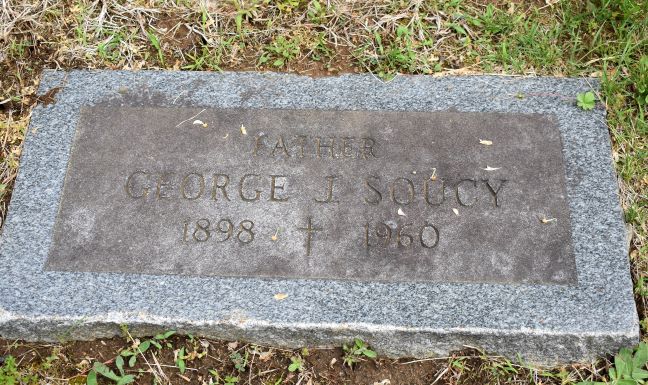 FATHER
GEORGE J. SOUCY
1898 † 1960